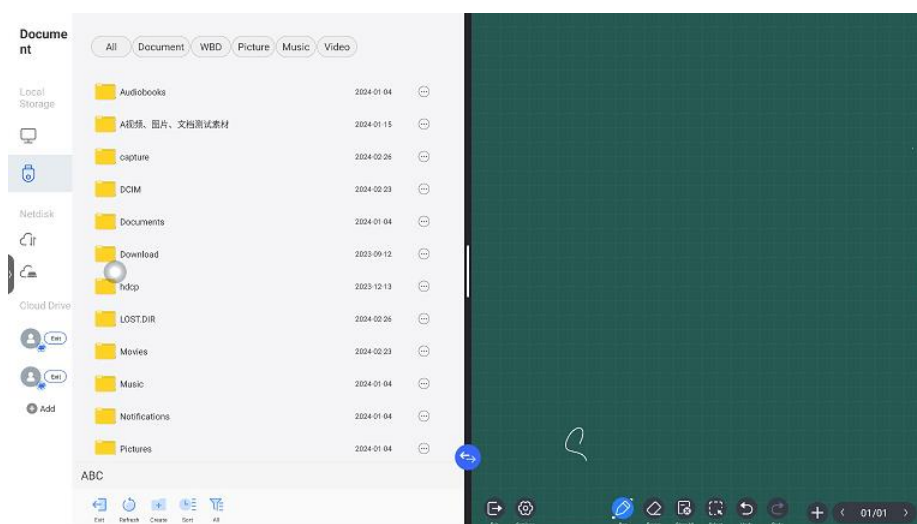 Docume
nt
All Document WBD Picture Music Video
Local
Storage
Netdisk
Cloud Drive
Exit
Exit
Add
Audiobooks 2024-01-04
A视频、图片、文档测试素材 2024-01-15
capture 2024-02-26
DCIM 2024-02-23
Documents 2024-01-04
Download 2023-09-12
hdcp 2023-12-13
LOST.DIR 2024-02-26
Movies 2024-02-23
Music 2024-01-04
Notifications 2024-01-04
Pictures 2024-01-04
ABC
Exit Refresh Create Sort All
01/01